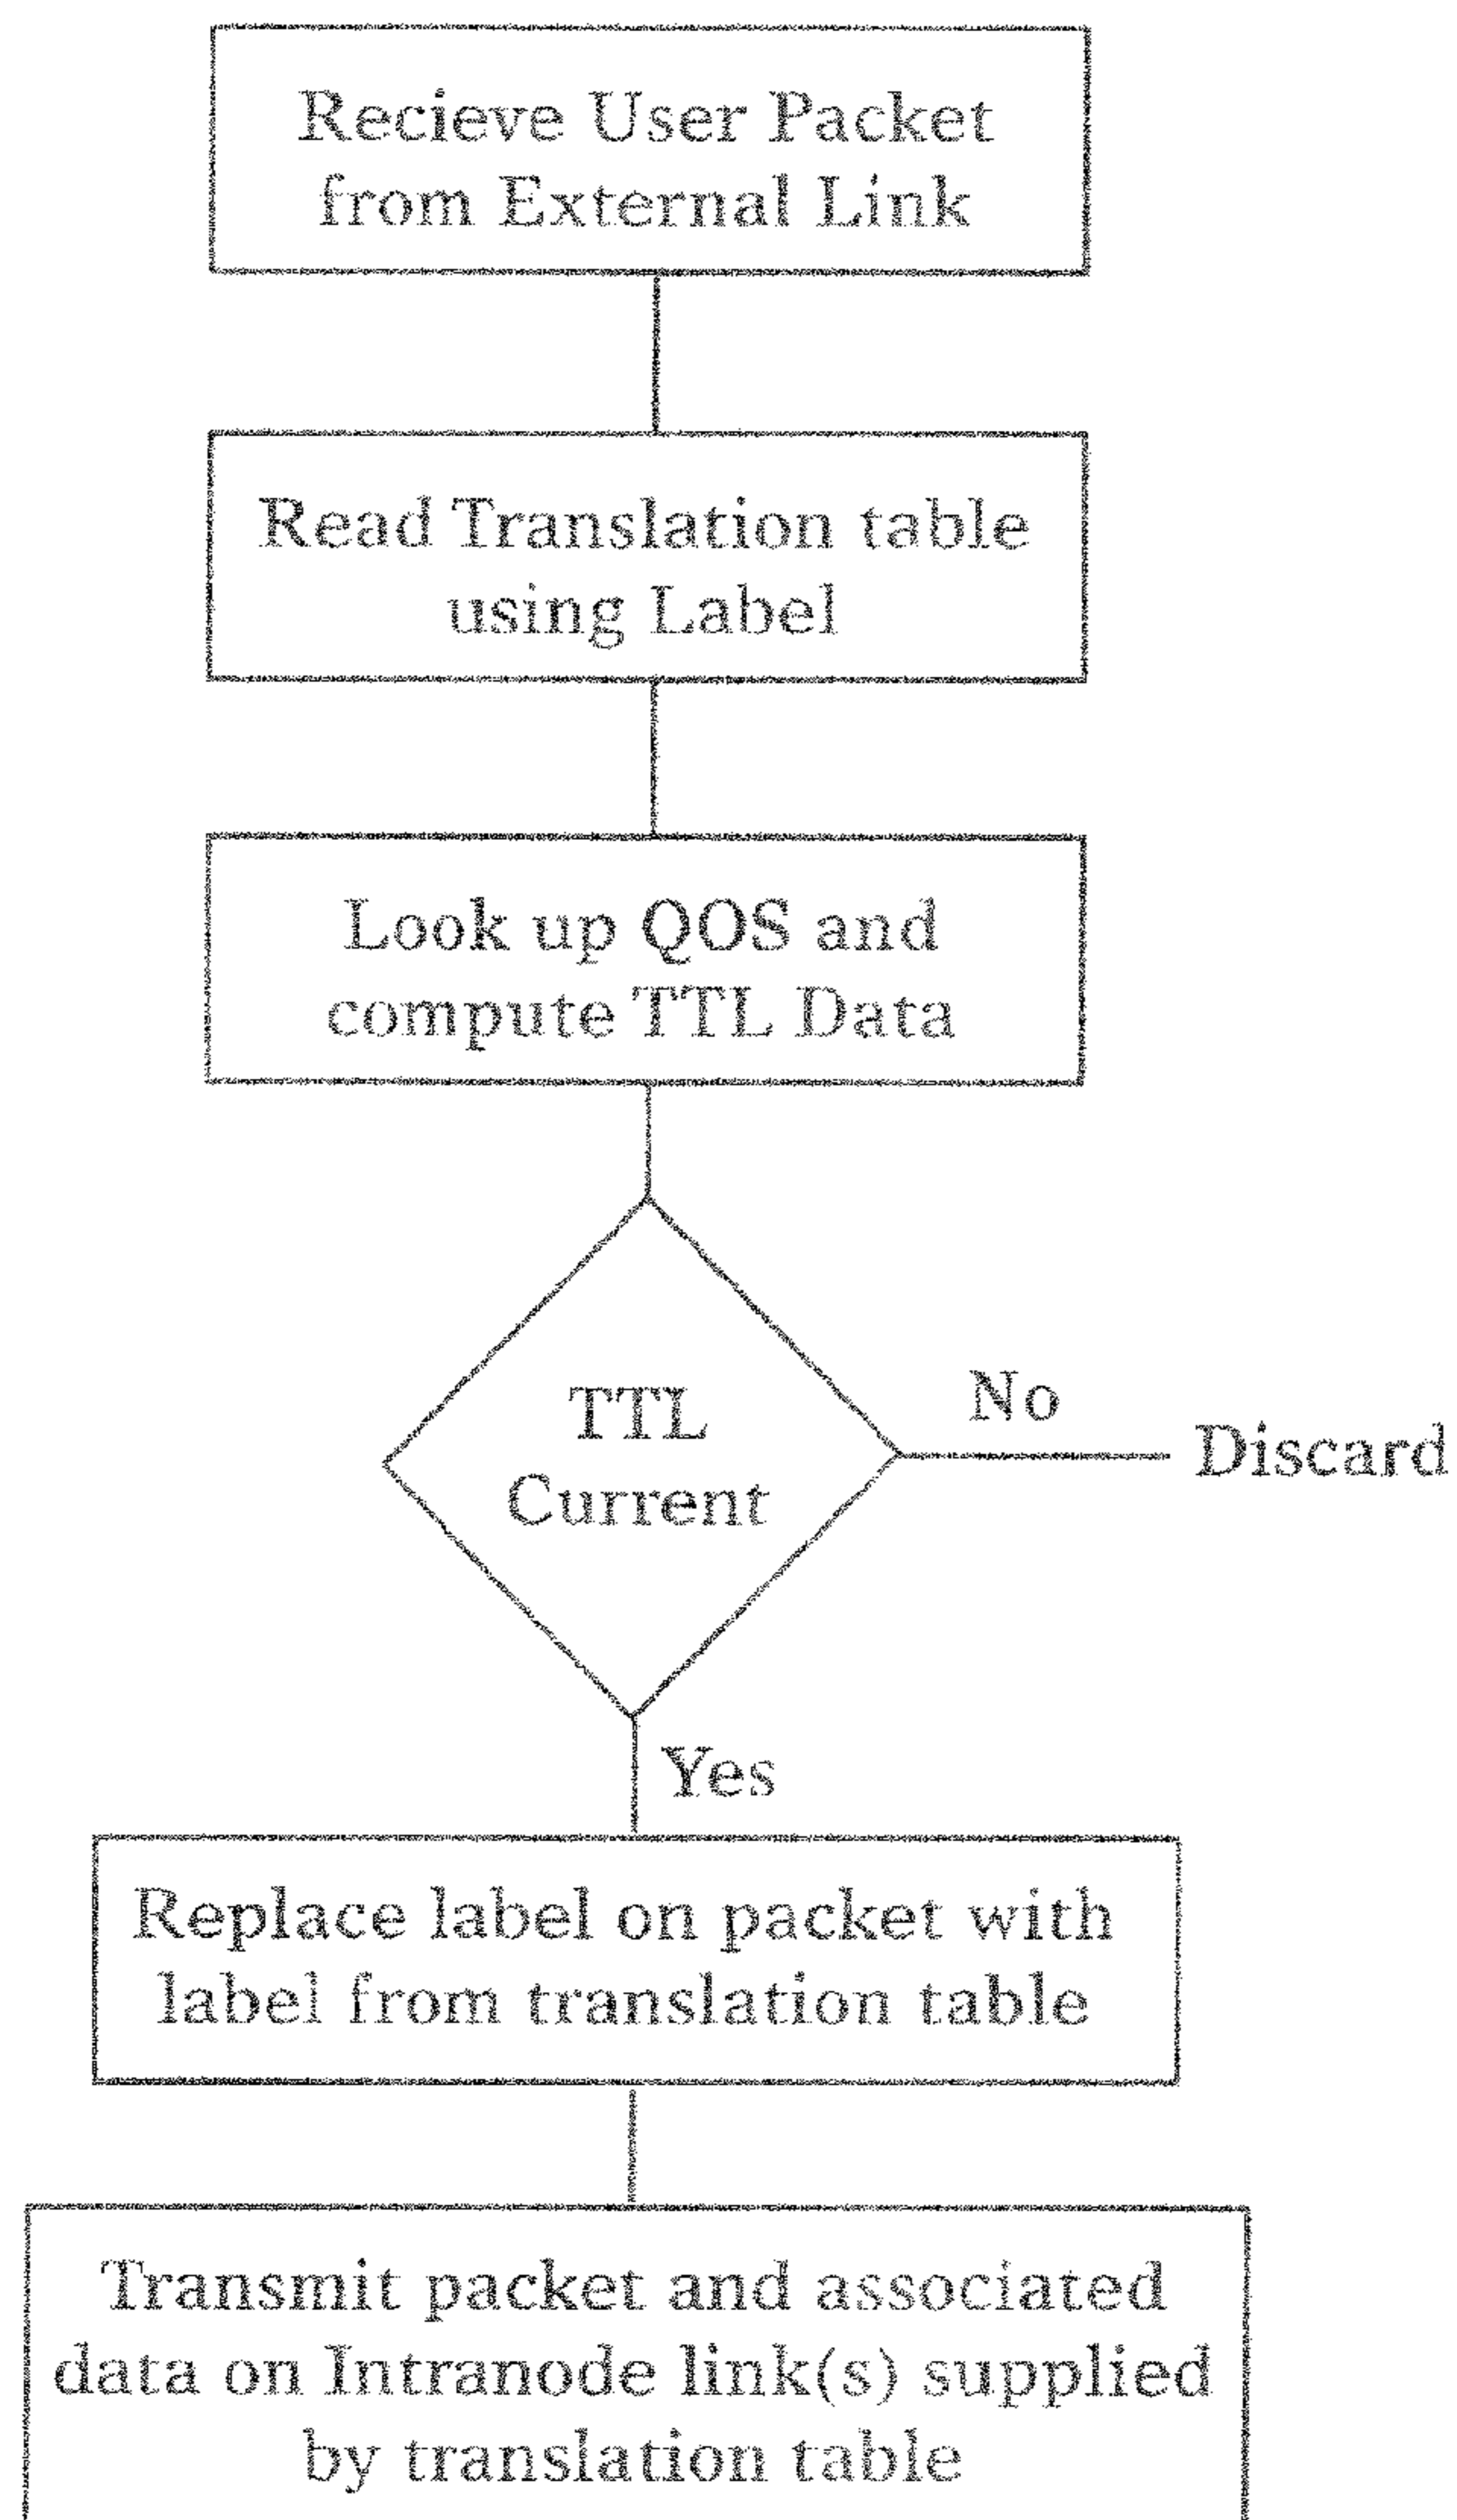 Recieve User Packet
from External Link
Read Translation table
using Label
Look up QOS and
compute TTL Data
TTL
Current
No
Discard
Yes
Replace label on packet with
label from translation table
Transmit packet and associated
data on Intranode link(s) supplied
by translation table